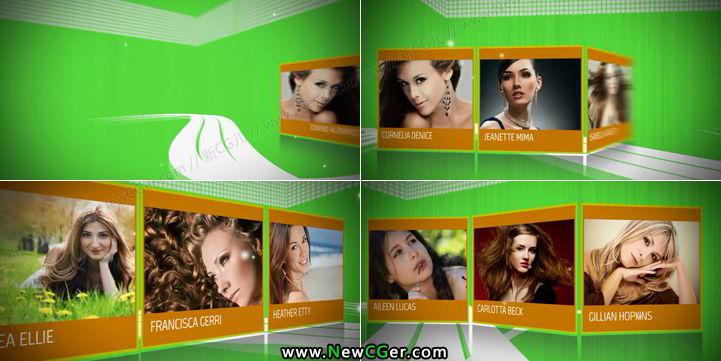 CORNELIA DENICE
JEANETTE MIMA
EA ELLIE
FRANCISCA GERRI
HEATHER ETTY
AILEEN LUCAS
CARLOTTA BECK
GILLIAN HOPKINS
www.NewCGer.com